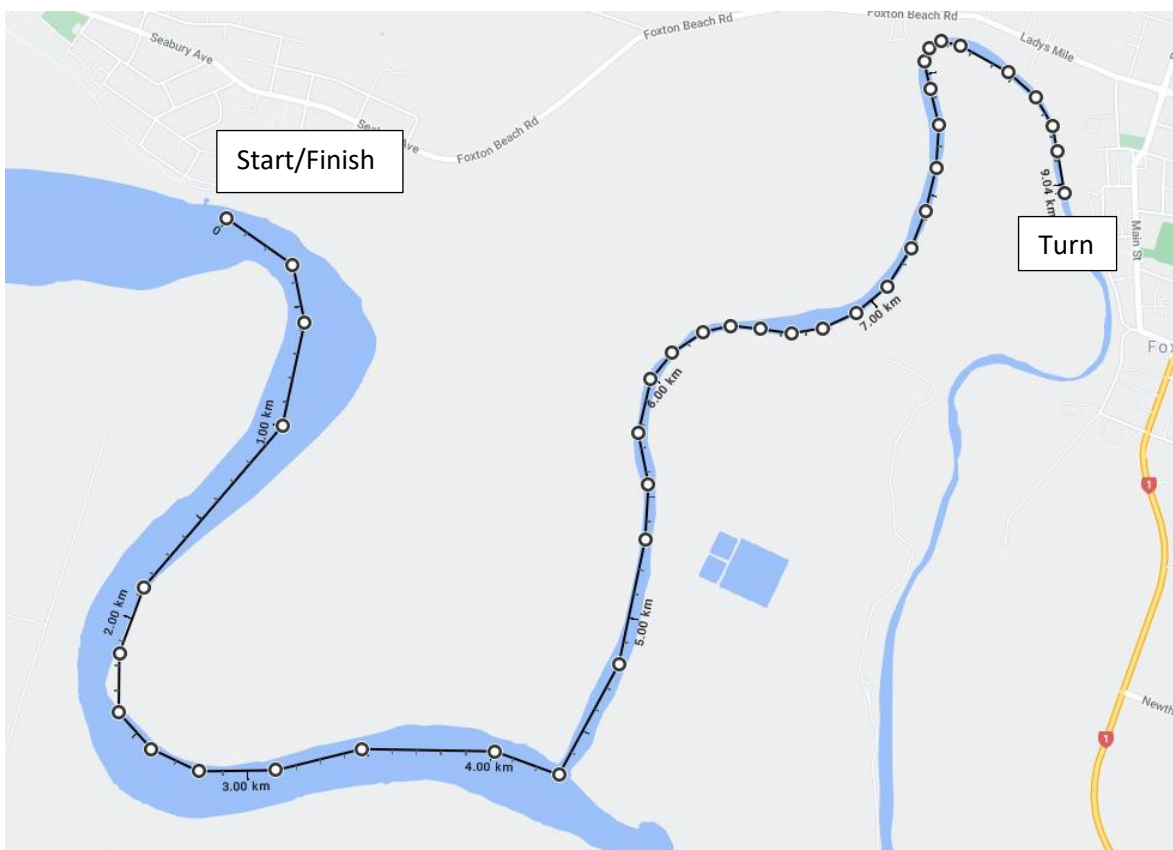 Foxton Beach Rd
Foxton Beach Rd
Seabury Ave
Ladys Mile
Foxton Beach Rd
Start/Finish
0
9.04 km
Main St
Turn
7.00 km
Fox
6.00 km
1.00 km
1
5.00 km
2.00 km
Newth
1
4.00 km
3.00 km